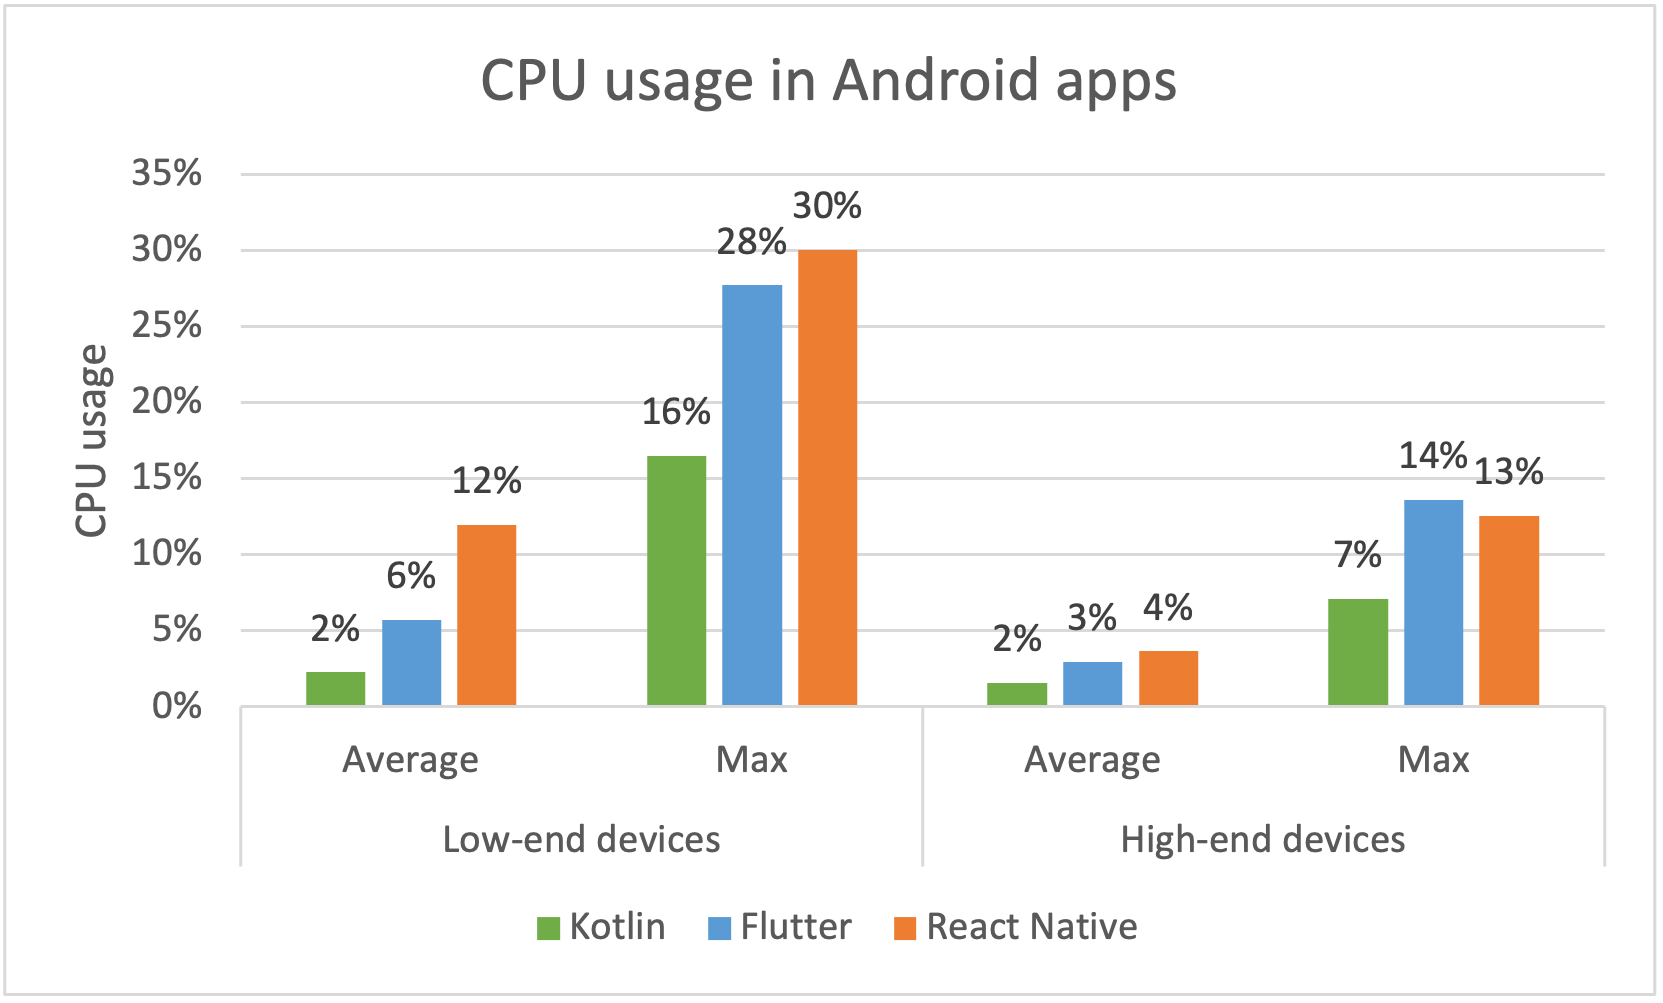 CPU usage in Android apps
CPU usage
35%
30%
25%
20%
15%
10%
5%
0%
2%
6%
12%
16%
28%
30%
2%
3%
4%
7%
14%
13%
Average
Max
Average
Max
Low-end devices
High-end devices
Kotlin
Flutter
React Native